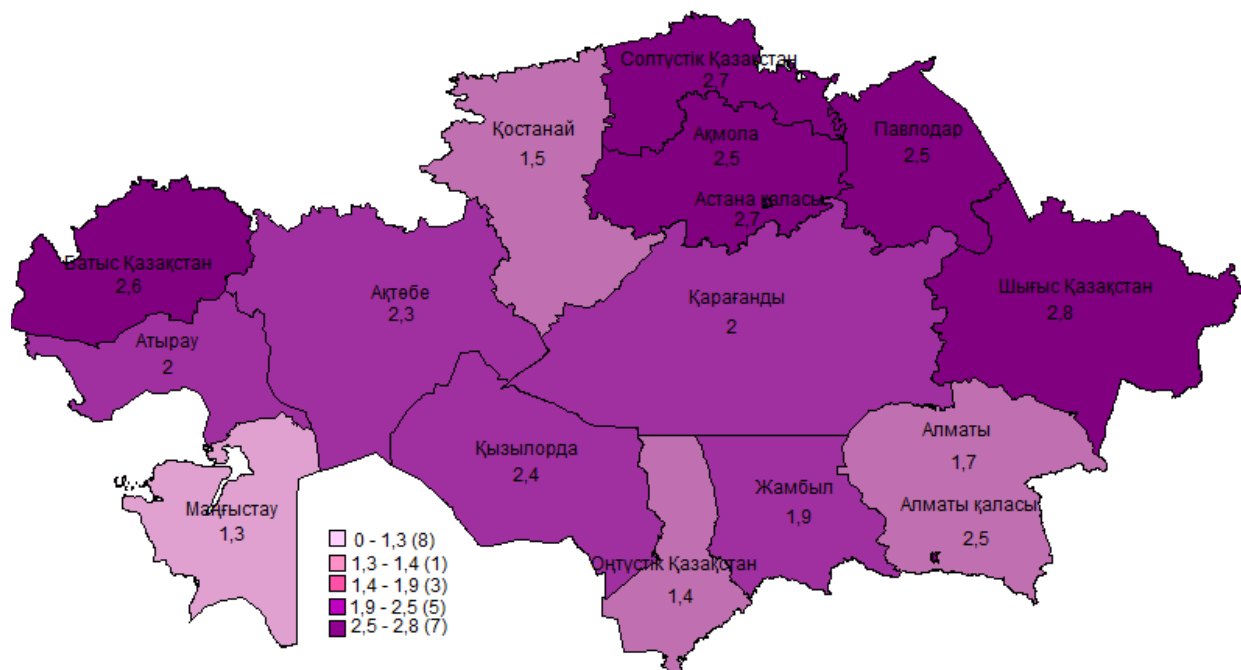 Солтүстік Қазақстан
2,7
Қостанай
1,5
Ақмола
2,5
Павлодар
2,5
Астана қаласы
2,7
Батыс Қазақстан
2,6
Ақтөбе
2,3
Қарағанды
2
Шығыс Қазақстан
2,8
Атырау
2
Қызылорда
2,4
Алматы
1,7
Жамбыл
1,9
Алматы қаласы
2,5
Маңғыстау
1,3
Оңтүстік Қазақстан
1,4
0 - 1,3 (8)
1,3 - 1,4 (1)
1,4 - 1,9 (3)
1,9 - 2,5 (5)
2,5 - 2,8 (7)